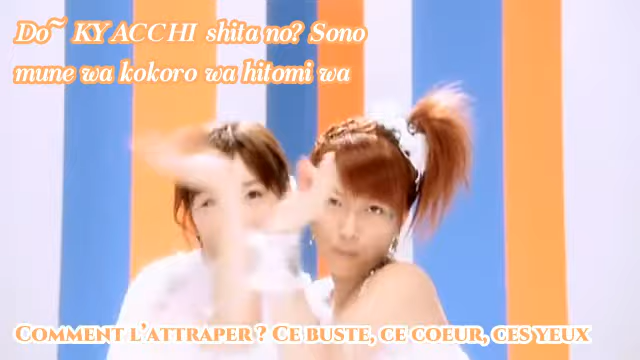 Do~ KYACCHI shita no? Sono
mune wa kokoro wa hitomi wa
Comment l'attraper ? Ce buste, ce coeur, ces yeux